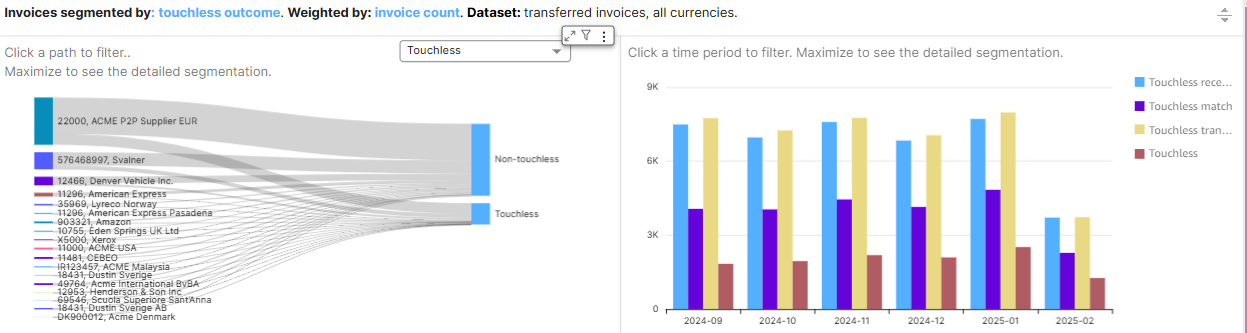 Invoices segmented by: touchless outcome. Weighted by: invoice count. Dataset: transferred invoices, all currencies.
Click a path to filter..
Maximize to see the detailed segmentation.
Touchless
22000, ACME P2P Supplier EUR
576468997, Svalner
12466, Denver Vehicle Inc.
11296, American Express
35969, Lyreco Norway
11296, American Express Pasadena
903321, Amazon
10755, Eden Springs UK Ltd
X5000, Xerox
11000, ACME USA
11481, CEBEO
IR123457, ACME Malaysia
18431, Dustin Sverige
49764, Acme International BvBA
12953, Henderson & Son Inc.
69546, Scuola Superiore Sant'Anna
18431, Dustin Sverige AB
DK900012, Acme Denmark
Non-touchless
Touchless
Click a time period to filter. Maximize to see the detailed segmentation.
9K
6K
3K
0
2024-09
2024-10
2024-11
2024-12
2025-01
2025-02
Touchless rece...
Touchless match
Touchless tran...
Touchless